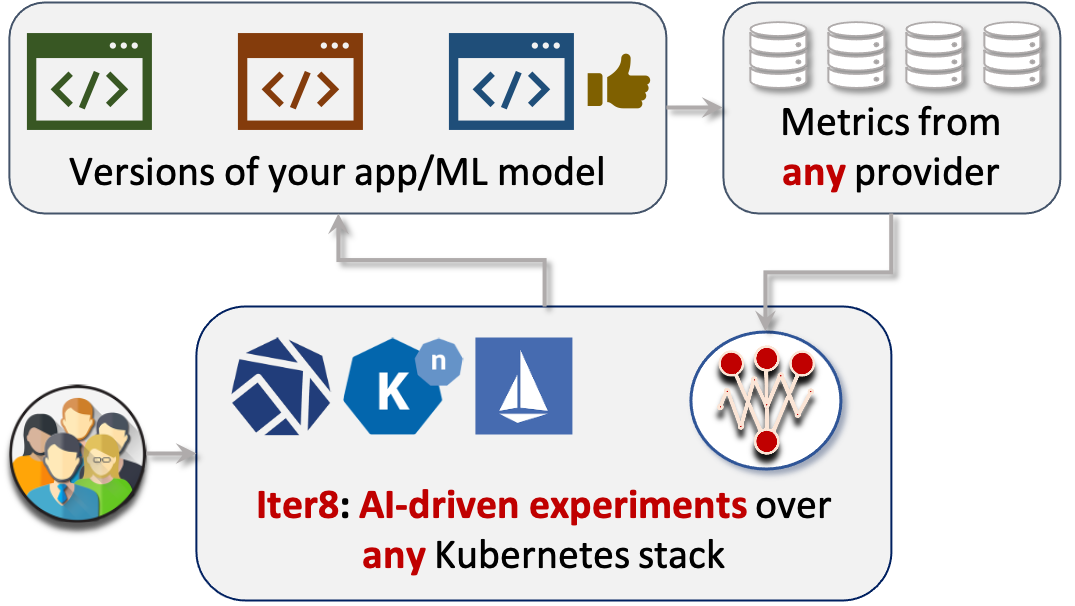 </> </> </>
Versions of your app/ML model
Metrics from
any provider
K n
Iter8: AI-driven experiments over
any Kubernetes stack